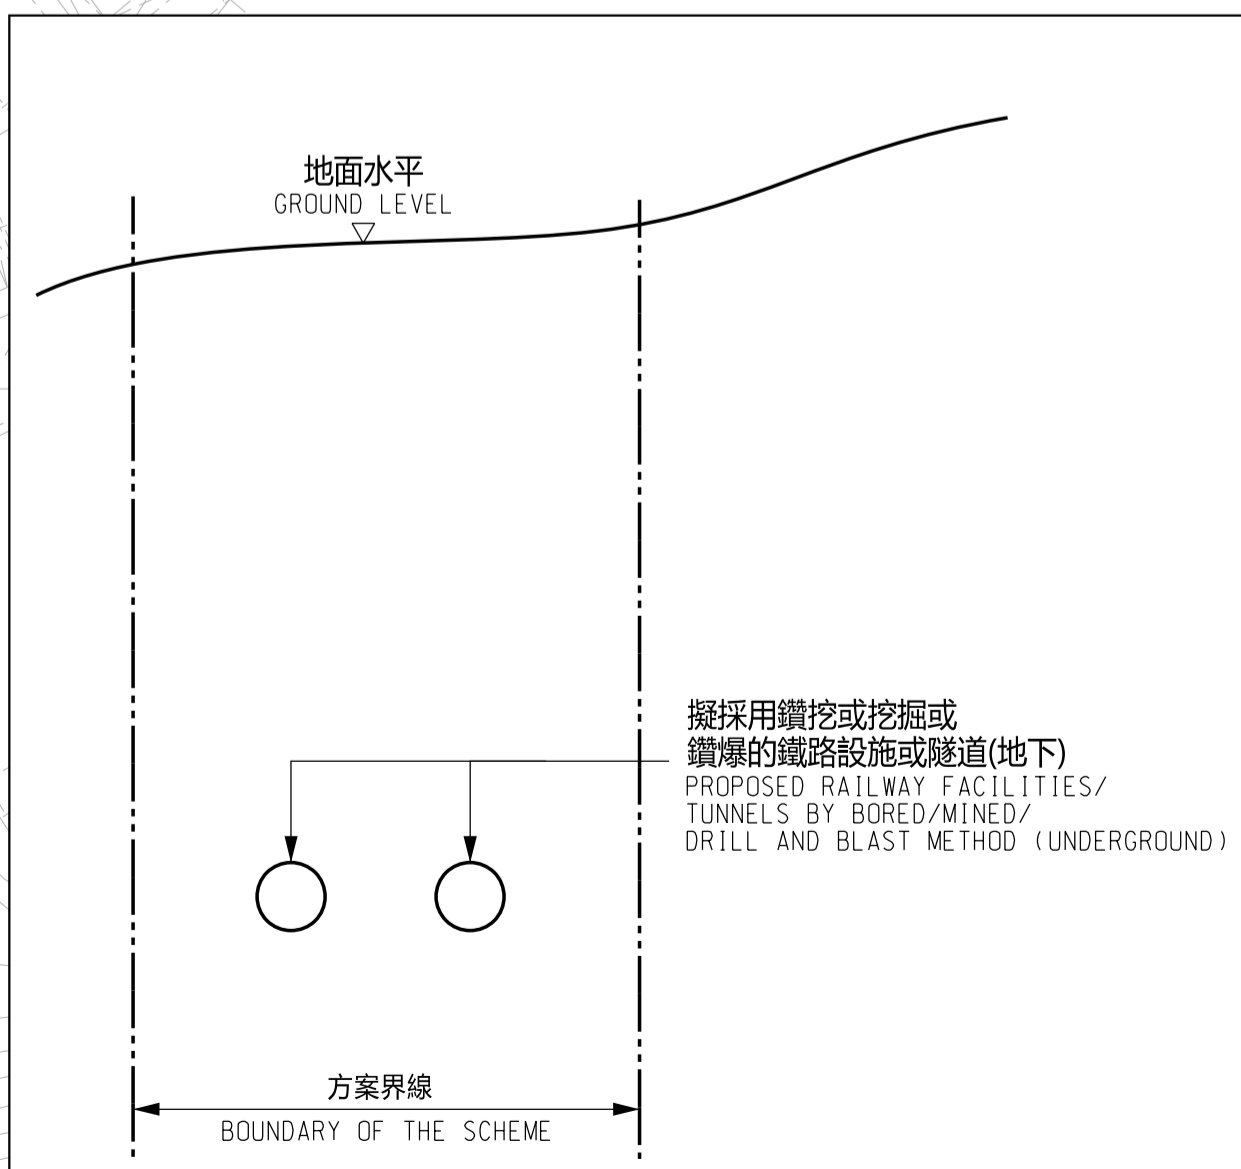 地面水平
GROUND LEVEL
擬採用鑽挖或挖掘或
鑽爆的鐵路設施或隧道(地下)
PROPOSED RAILWAY FACILITIES/
TUNNELS BY BORED/MINED/
DRILL AND BLAST METHOD (UNDERGROUND)
方案界線
BOUNDARY OF THE SCHEME